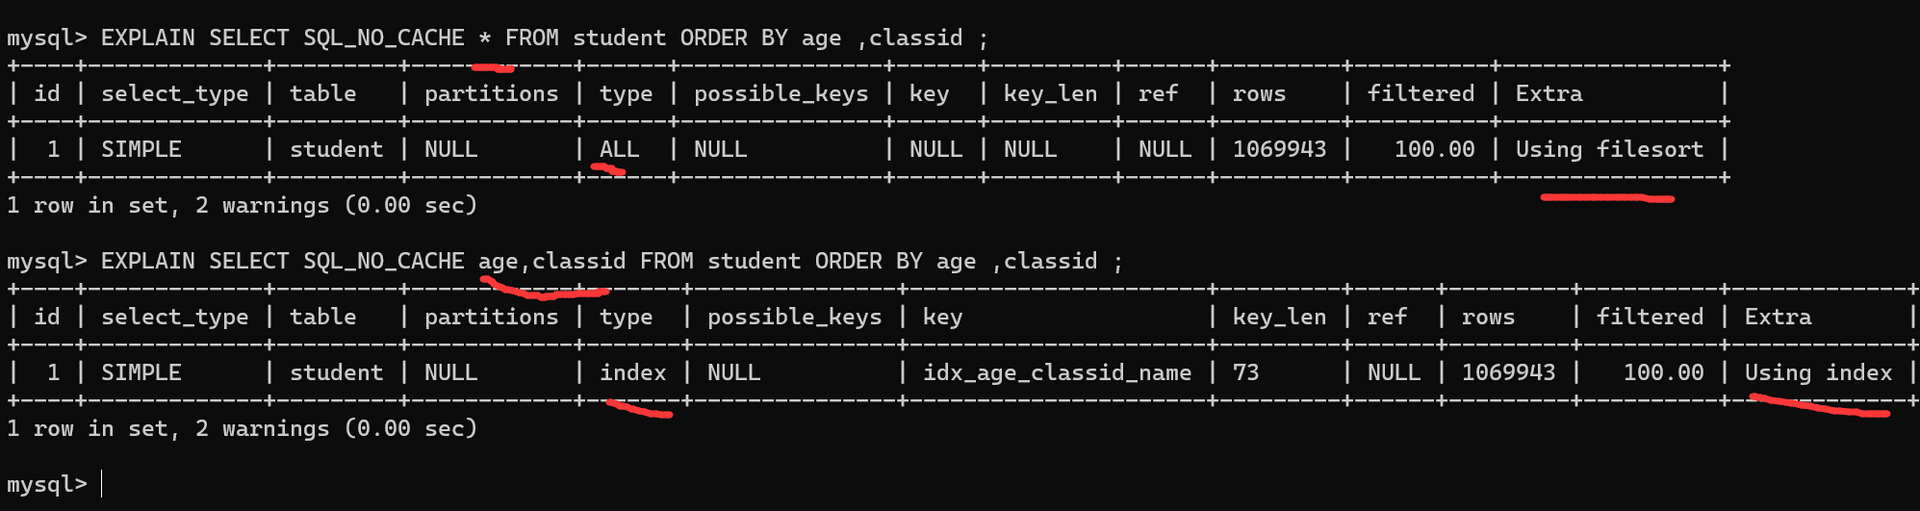 mysql> EXPLAIN SELECT SQL_NO_CACHE * FROM student ORDER BY age ,classid ;
+----+-------------+---------+------------+------+---------------+------+---------+------+---------+----------+----------------+
| id | select_type | table   | partitions | type | possible_keys | key  | key_len | ref  | rows    | filtered | Extra          |
+----+-------------+---------+------------+------+---------------+------+---------+------+---------+----------+----------------+
|  1 | SIMPLE      | student | NULL       | ALL  | NULL          | NULL | NULL    | NULL | 1069943 |   100.00 | Using filesort |
+----+-------------+---------+------------+------+---------------+------+---------+------+---------+----------+----------------+
1 row in set, 2 warnings (0.00 sec)
mysql> EXPLAIN SELECT SQL_NO_CACHE age,classid FROM student ORDER BY age ,classid ;
+----+-------------+---------+------------+-------+---------------+----------------------+---------+------+---------+----------+-------------+
| id | select_type | table   | partitions | type  | possible_keys | key                  | key_len | ref  | rows    | filtered | Extra       |
+----+-------------+---------+------------+-------+---------------+----------------------+---------+------+---------+----------+-------------+
|  1 | SIMPLE      | student | NULL       | index | NULL          | idx_age_classid_name | 73      | NULL | 1069943 |   100.00 | Using index |
+----+-------------+---------+------------+-------+---------------+----------------------+---------+------+---------+----------+-------------+
1 row in set, 2 warnings (0.00 sec)
mysql>